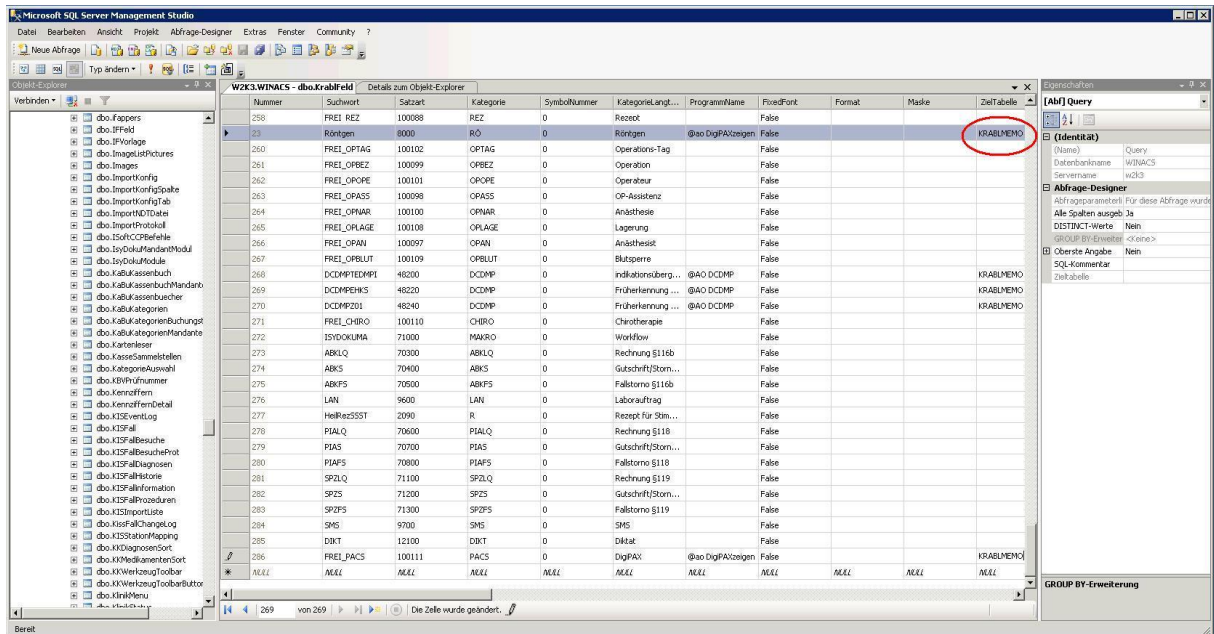 Microsoft SQL Server Management Studio
Datei Bearbeiten Ansicht Projekt Abfrage-Designer Extras Fenster Community ?
Neue Abfrage
Typ ändern
Objekt-Explorer
Verbinden
dbo.ifappers
dbo.IFFeld
dbo.IFVorlage
dbo.ImageListPictures
dbo.Images
dbo.ImportKonfig
dbo.ImportKonfigSpalte
dbo.ImportKonfigTab
dbo.ImportNDTDatei
dbo.ImportProtokoll
dbo.ISoftCCPBefehle
dbo.IsyDokuMandantModul
dbo.IsyDokuModule
dbo.KaBuKassenbuch
dbo.KaBuKassenbuchMandant
dbo.KaBuKassenbuecher
dbo.KaBuKategorien
dbo.KaBuKategorienBuchungst
dbo.KaBuKategorienMandante
dbo.Kartenleser
dbo.KasseSammelstellen
dbo.KategorieAuswahl
dbo.KBVPrüfnummer
dbo.Kennziffern
dbo.KennziffernDetail
dbo.KISEventLog
dbo.KISFall
dbo.KISFallBesuche
dbo.KISFallBesucheProt
dbo.KISFallDiagnosen
dbo.KISFallHistorie
dbo.KISFallinformation
dbo.KISFallProzeduren
dbo.KISImportListe
dbo.KissFallChangeLog
dbo.KISStationMapping
dbo.KKDiagnosenSort
dbo.KKMedikamentenSort
dbo.KKWerkzeugToolbar
dbo.KKWerkzeugToolbarButtor
dbo.KlinikMenu
W2K3.WINACS - dbo.KrablFeld Details zum Objekt-Explorer
Nummer Suchwort Satzart Kategorie SymbolNummer KategorieLangt... ProgrammName FixedFont Format Maske ZielTabelle
258 FREI_REZ 100088 REZ 0 Rezept False
23 Röntgen 8000 RÖ 0 Röntgen @ao DigiPAXzeigen False KRABLMEMO
260 FREI_OPTAG 100102 OPTAG 0 Operations-Tag False
261 FREI_OPBEZ 100099 OPBEZ 0 Operation False
262 FREI_OPOPE 100101 OPOPE 0 Operateur False
263 FREI_OPASS 100098 OPASS 0 OP-Assistenz False
264 FREI_OPNAR 100100 OPNAR 0 Anästhesie False
265 FREI_OPLAGE 100108 OPLAGE 0 Lagerung False
266 FREI_OPAN 100097 OPAN 0 Anästhesist False
267 FREI_OPBLUT 100109 OPBLUT 0 Blutsperre False
268 DCDMPTEDMPI 48200 DCDMP 0 indikationsüberg... @AO DCDMP False KRABLMEMO
269 DCDMPEHKS 48220 DCDMP 0 Früherkennung ... @AO DCDMP False KRABLMEMO
270 DCDMPZ01 48240 DCDMP 0 Früherkennung ... @AO DCDMP False KRABLMEMO
271 FREI_CHIRO 100110 CHIRO 0 Chirotherapie False
272 ISYDOKUMA 71000 MAKRO 0 Workflow False
273 ABKLQ 70300 ABKLQ 0 Rechnung §116b False
274 ABKS 70400 ABKS 0 Gutschrift/Storn... False
275 ABKFS 70500 ABKFS 0 Fallstorno §116b False
276 LAN 9600 LAN 0 Laborauftrag False
277 HeilRezSSST 2090 R 0 Rezept für Stim... False
278 PIALQ 70600 PIALQ 0 Rechnung §118 False
279 PIAS 70700 PIAS 0 Gutschrift/Storn... False
280 PIAFS 70800 PIAFS 0 Fallstorno §118 False
281 SPZLQ 71100 SPZLQ 0 Rechnung §119 False
282 SPZS 71200 SPZS 0 Gutschrift/Storn... False
283 SPZFS 71300 SPZFS 0 Fallstorno §119 False
284 SMS 9700 SMS 0 SMS False
285 DIKT 12100 DIKT 0 Diktat False
286 FREI_PACS 100111 PACS 0 DigiPAX @ao DigiPAXzeigen False KRABLMEMO
NULL NULL NULL NULL NULL NULL NULL NULL NULL NULL NULL
269 von 269 Die Zelle wurde geändert.
Eigenschaften
[Abf] Query
(Identität)
(Name) Query
Datenbankname WINACS
Servername w2k3
Abfrage-Designer
Abfrageparameterli Für diese Abfrage wurde
Alle Spalten ausgeb Ja
DISTINCT-Werte Nein
GROUP BY-Erweiter <Keine>
Oberste Angabe Nein
SQL-Kommentar
Zieltabelle
GROUP BY-Erweiterung
Bereit